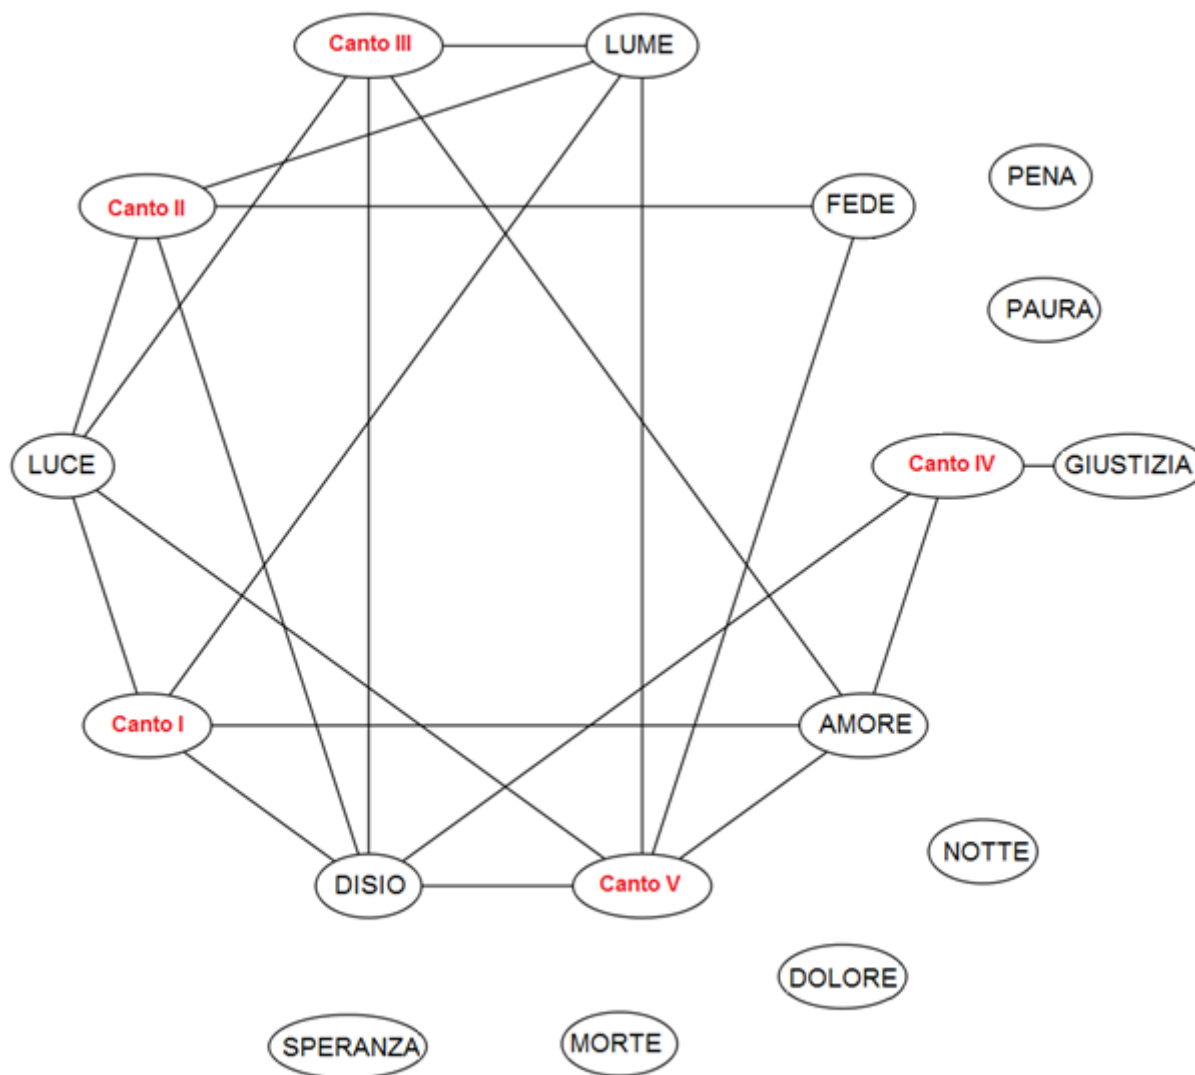 Canto III
LUME
PENA
Canto II
FEDE
PAURA
LUCE
Canto IV
GIUSTIZIA
Canto I
AMORE
NOTTE
DISIO
Canto V
DOLORE
SPERANZA
MORTE